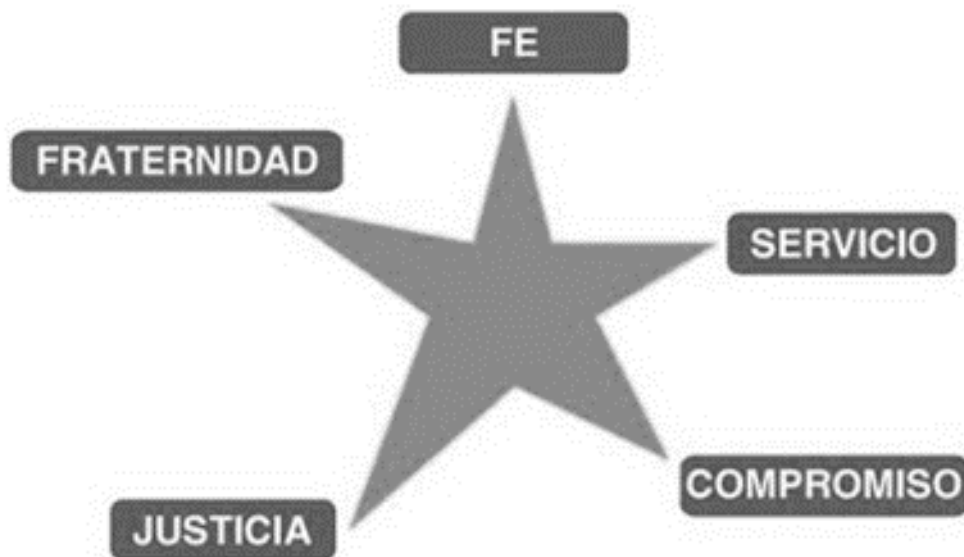 FE
FRATERNIDAD
SERVICIO
COMPROMISO
JUSTICIA